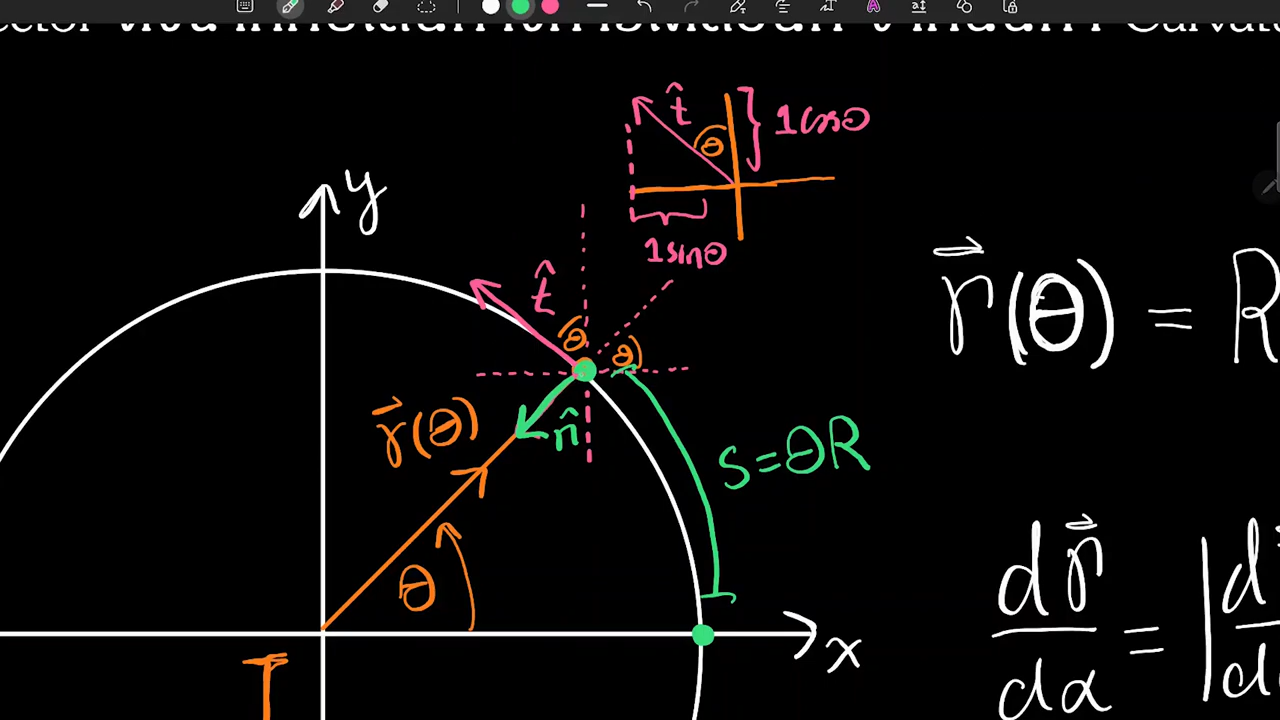 t̂
θ
1cosθ
1sinθ
y
t̂
θ
θ
r⃗(θ) = R
r⃗(θ)
n̂
S=θR
θ
dr⃗/dα = |d
x